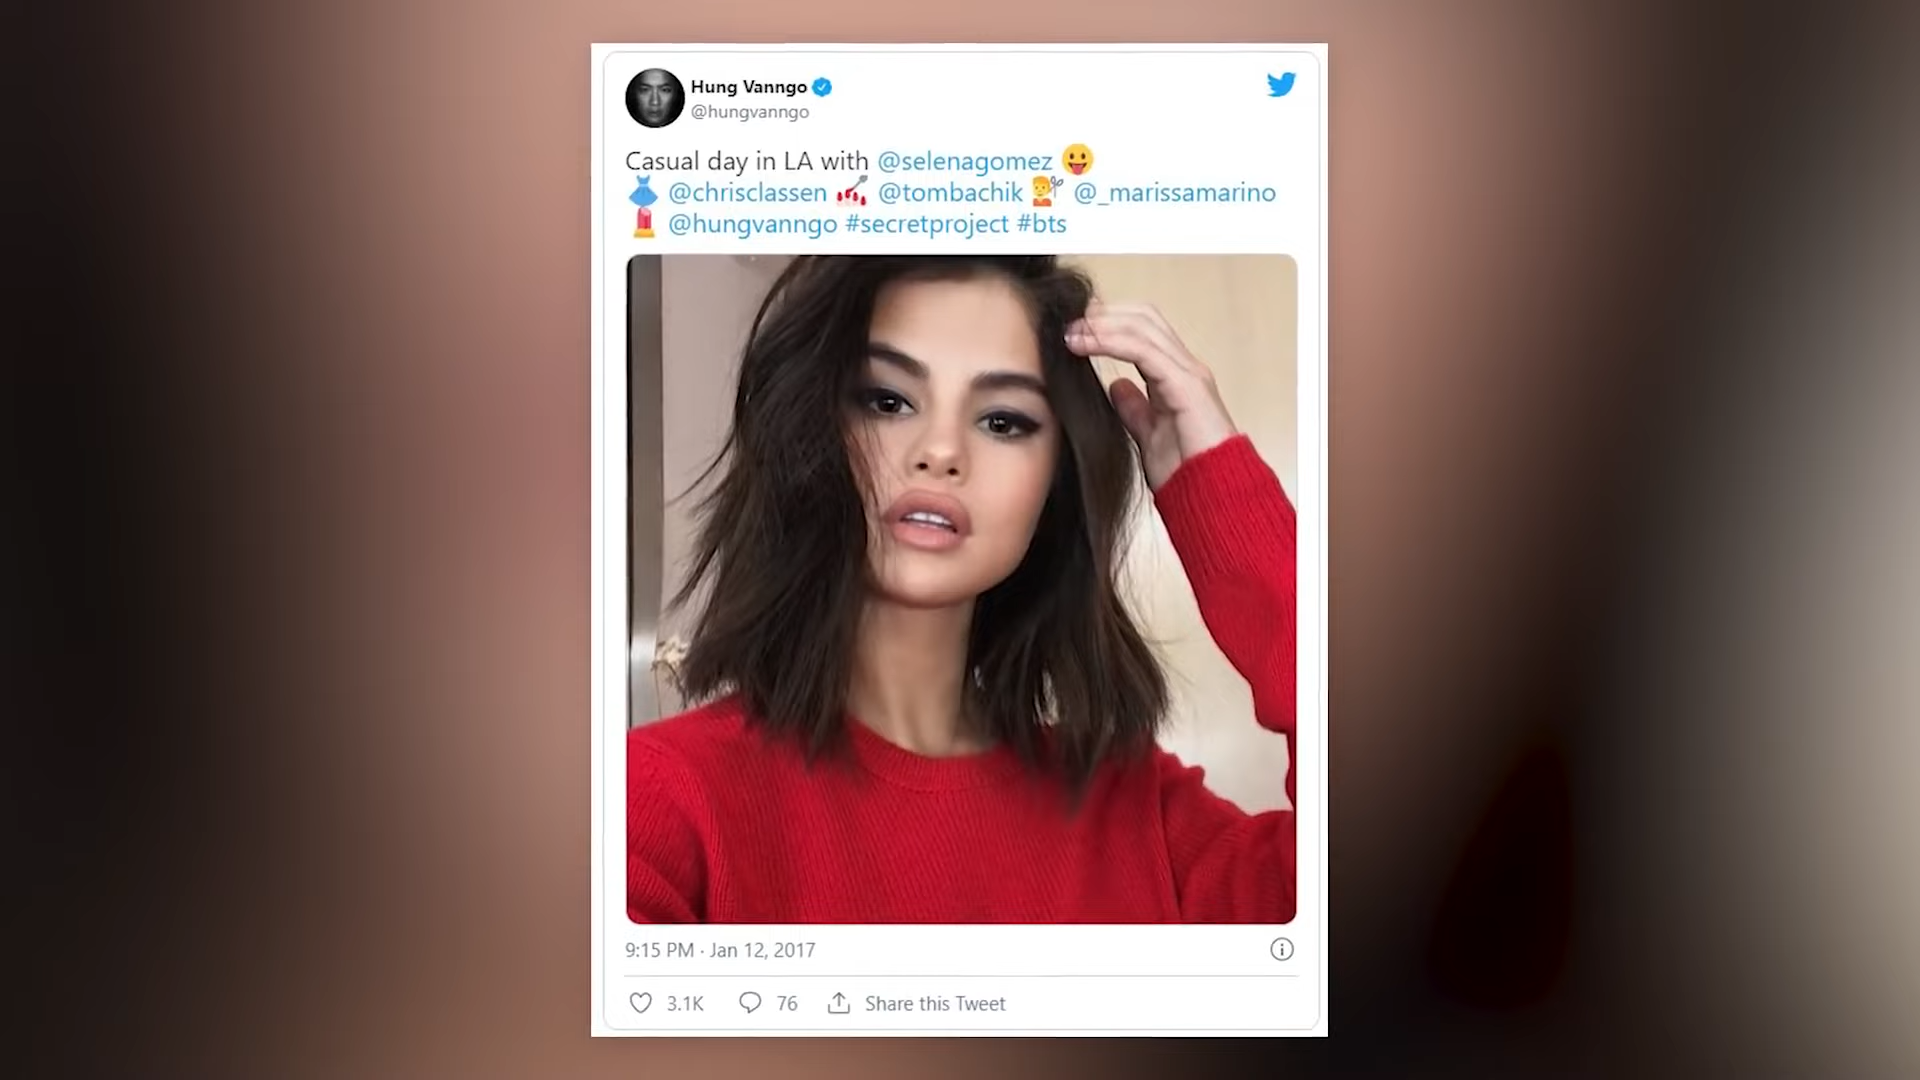 Hung Vanngo
@hungvanngo
Casual day in LA with @selenagomez 😛
👗 @chrisclassen 💅 @tombachik 💇 @_marissamarino
💄 @hungvanngo #secretproject #bts
9:15 PM · Jan 12, 2017
3.1K 76 Share this Tweet